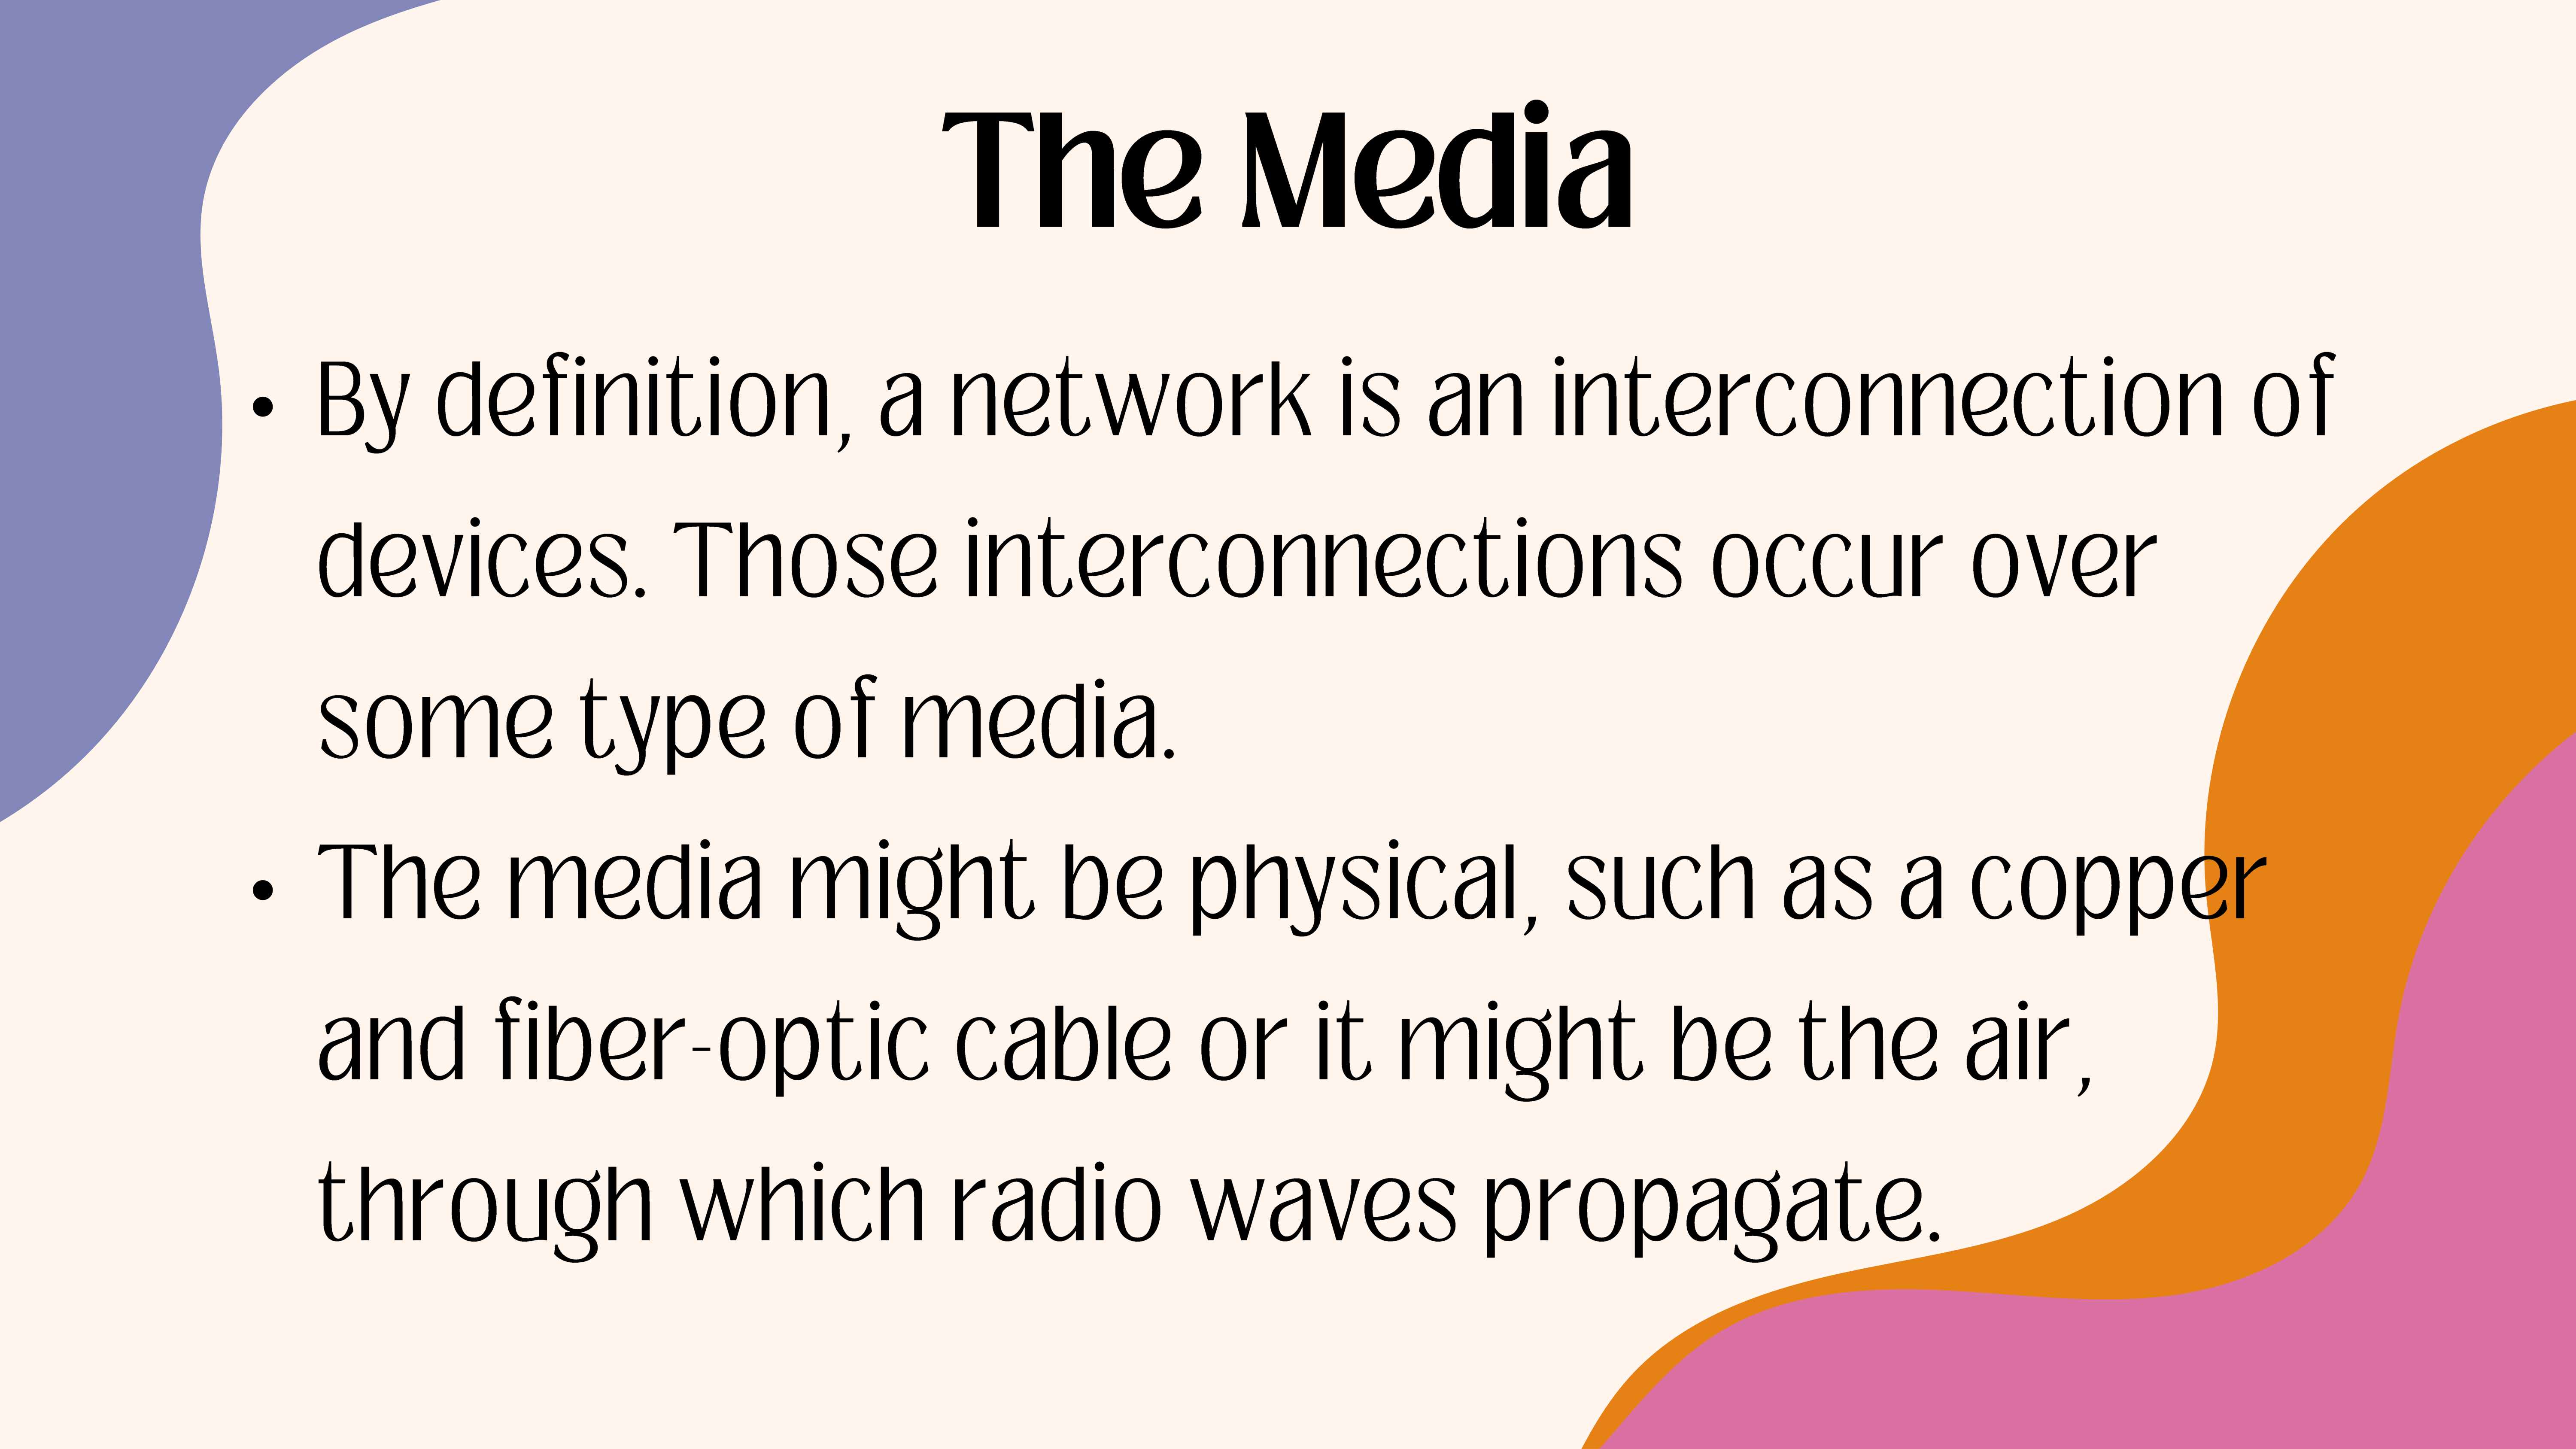 The Media
• By definition, a network is an interconnection of
devices. Those interconnections occur over
some type of media.
• The media might be physical, such as a copper
and fiber-optic cable or it might be the air,
through which radio waves propagate.